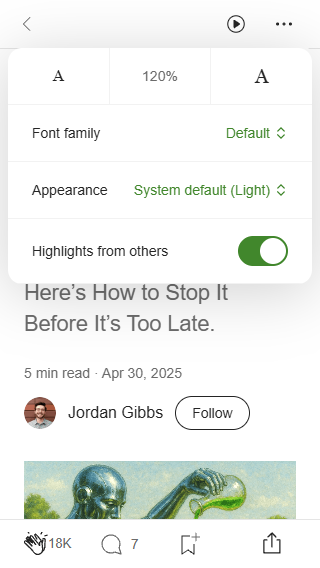 A
120%
A
Font family
Default
Appearance
System default (Light)
Highlights from others
Here’s How to Stop It
Before It’s Too Late.
5 min read · Apr 30, 2025
Jordan Gibbs
Follow
18K
7